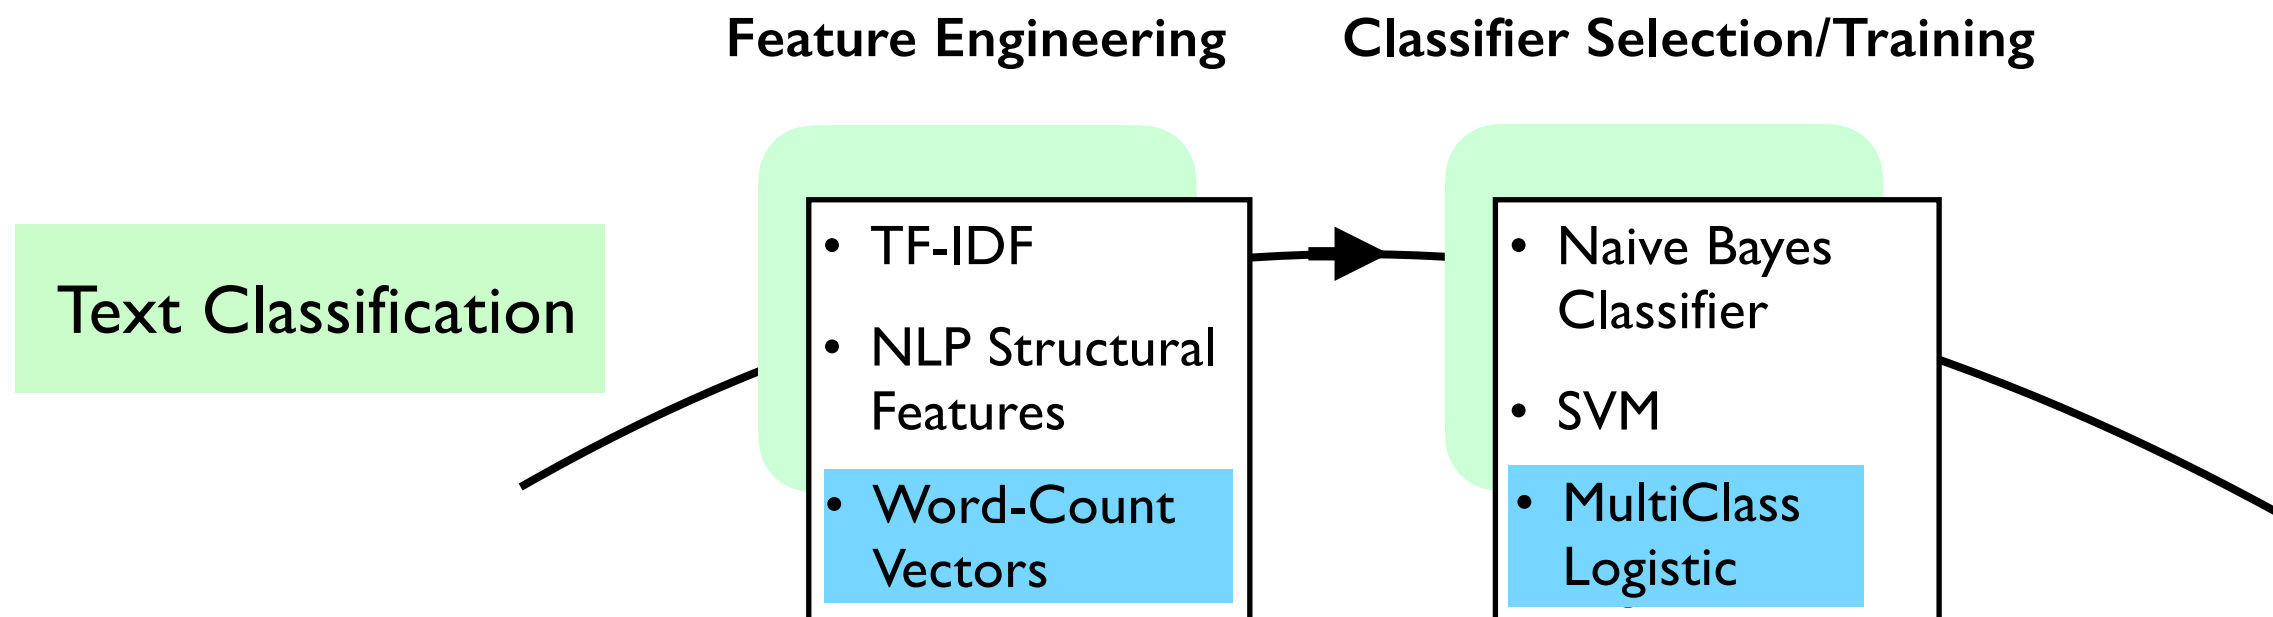 Feature Engineering
Classifier Selection/Training
Text Classification
• TF-IDF
• NLP Structural
Features
• Word-Count
Vectors
• Naive Bayes
Classifier
• SVM
• MultiClass
Logistic